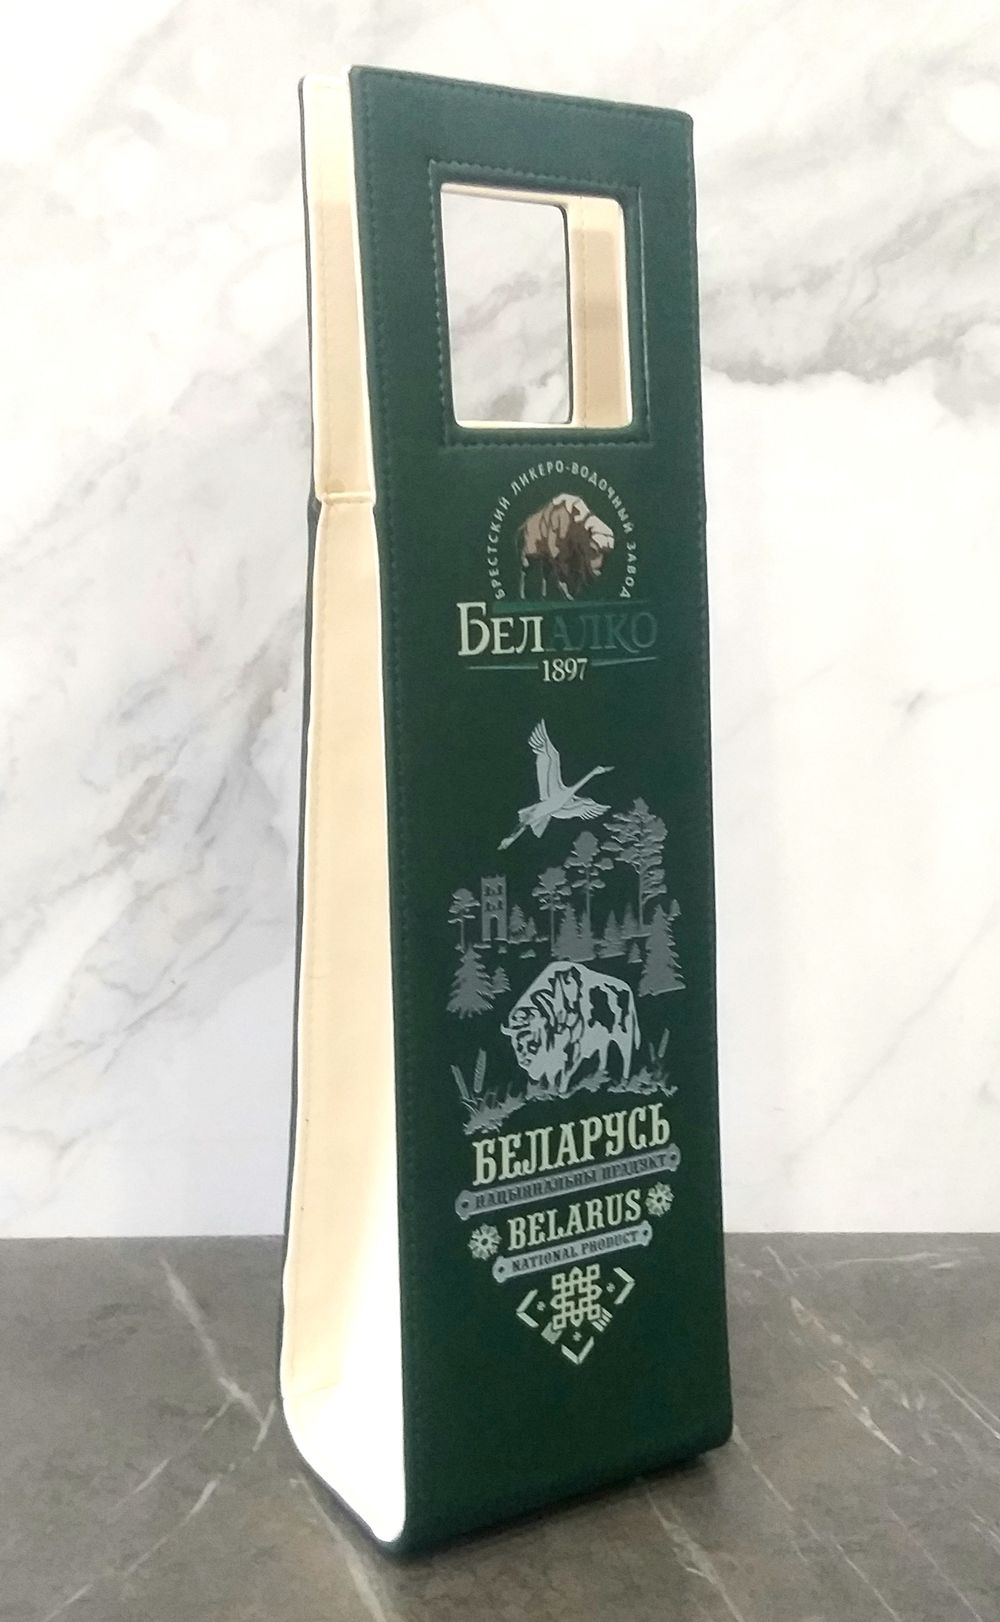 БРЕСТСКИЙ ЛИКЕРО-ВОДОЧНЫЙ ЗАВОД
БЕЛАЛКО
1897
БЕЛАРУСЬ
НАЦЫЯНАЛЬНЫ ПРАДУКТ
BELARUS
NATIONAL PRODUCT